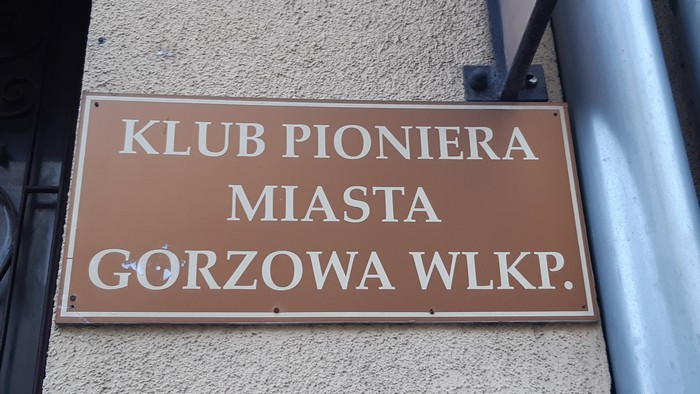 KLUB PIONIERA
MIASTA
GORZOWA WLKP.